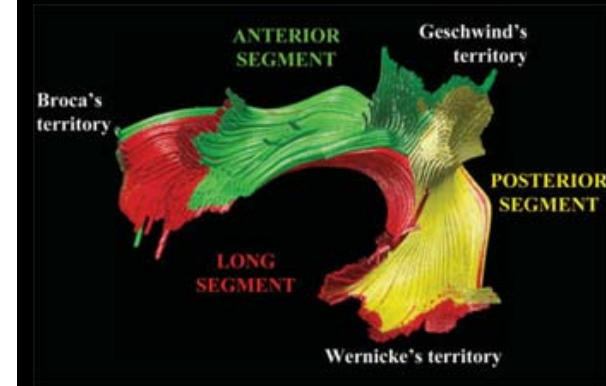 ANTERIOR
SEGMENT
Geschwind's
territory
Broca's
territory
POSTERIOR
SEGMENT
LONG
SEGMENT
Wernicke's territory